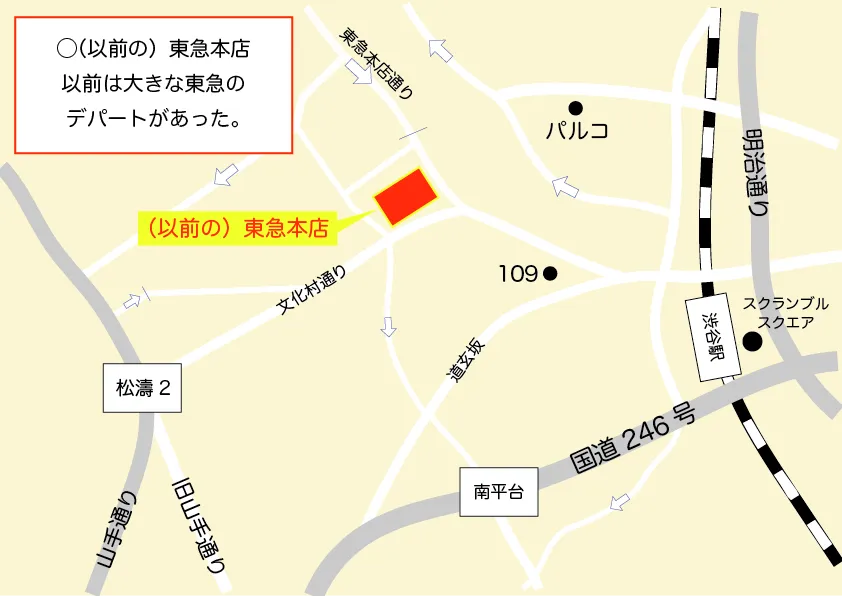 ◯（以前の）東急本店
以前は大きな東急の
デパートがあった。
東急本店通り
パルコ
明治通り
（以前の）東急本店
109
文化村通り
スクランブル
スクエア
渋谷駅
道玄坂
松濤 2
国道 246 号
南平台
山手通り
旧山手通り